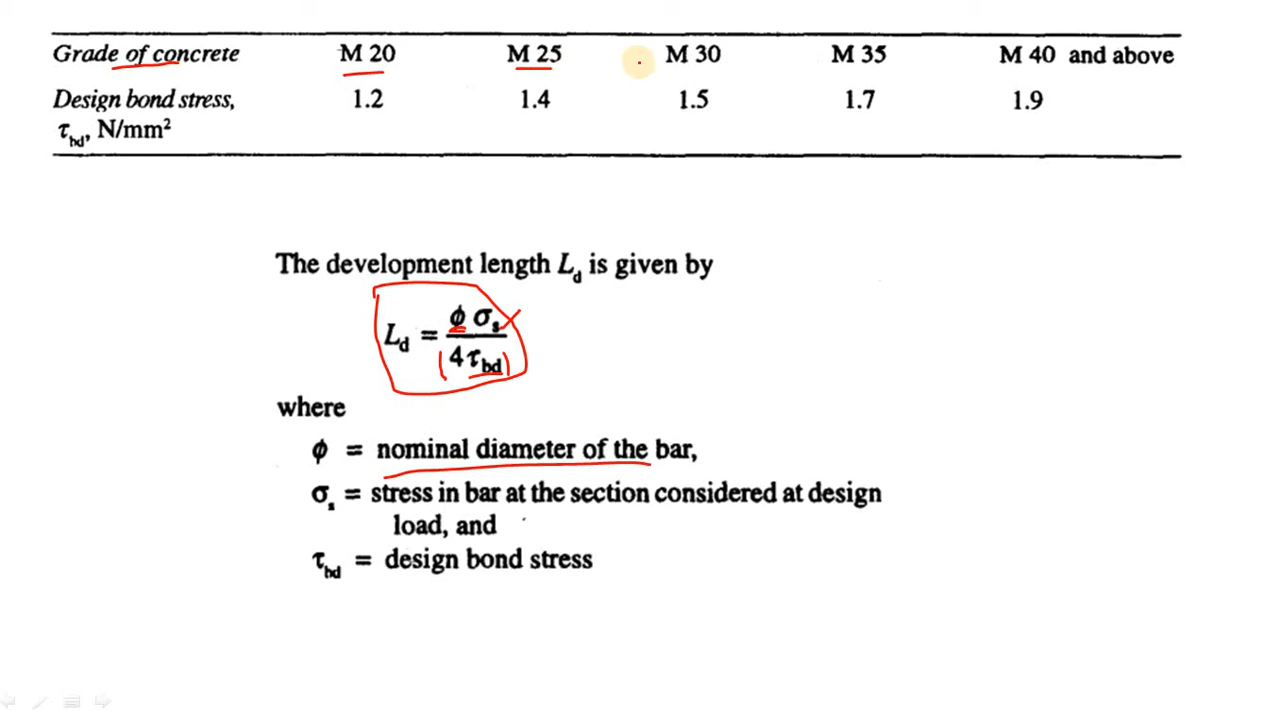 Grade of concrete M 20 M 25 M 30 M 35 M 40 and above
Design bond stress, 1.2 1.4 1.5 1.7 1.9
τbd, N/mm²
The development length Ld is given by
Ld = ϕ σs / 4 τbd
where
ϕ = nominal diameter of the bar,
σs = stress in bar at the section considered at design
load, and
τbd = design bond stress